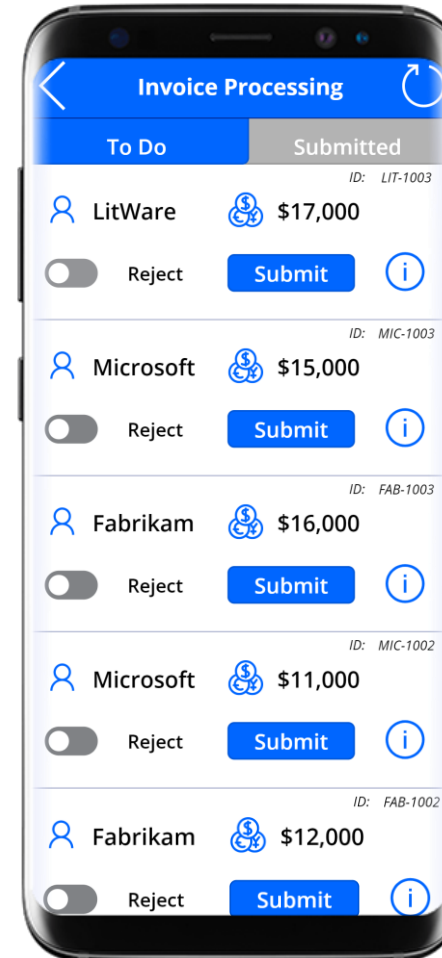 Invoice Processing
To Do Submitted
ID: LIT-1003
LitWare $17,000
Reject Submit i
ID: MIC-1003
Microsoft $15,000
Reject Submit i
ID: FAB-1003
Fabrikam $16,000
Reject Submit i
ID: MIC-1002
Microsoft $11,000
Reject Submit i
ID: FAB-1002
Fabrikam $12,000
Reject Submit i